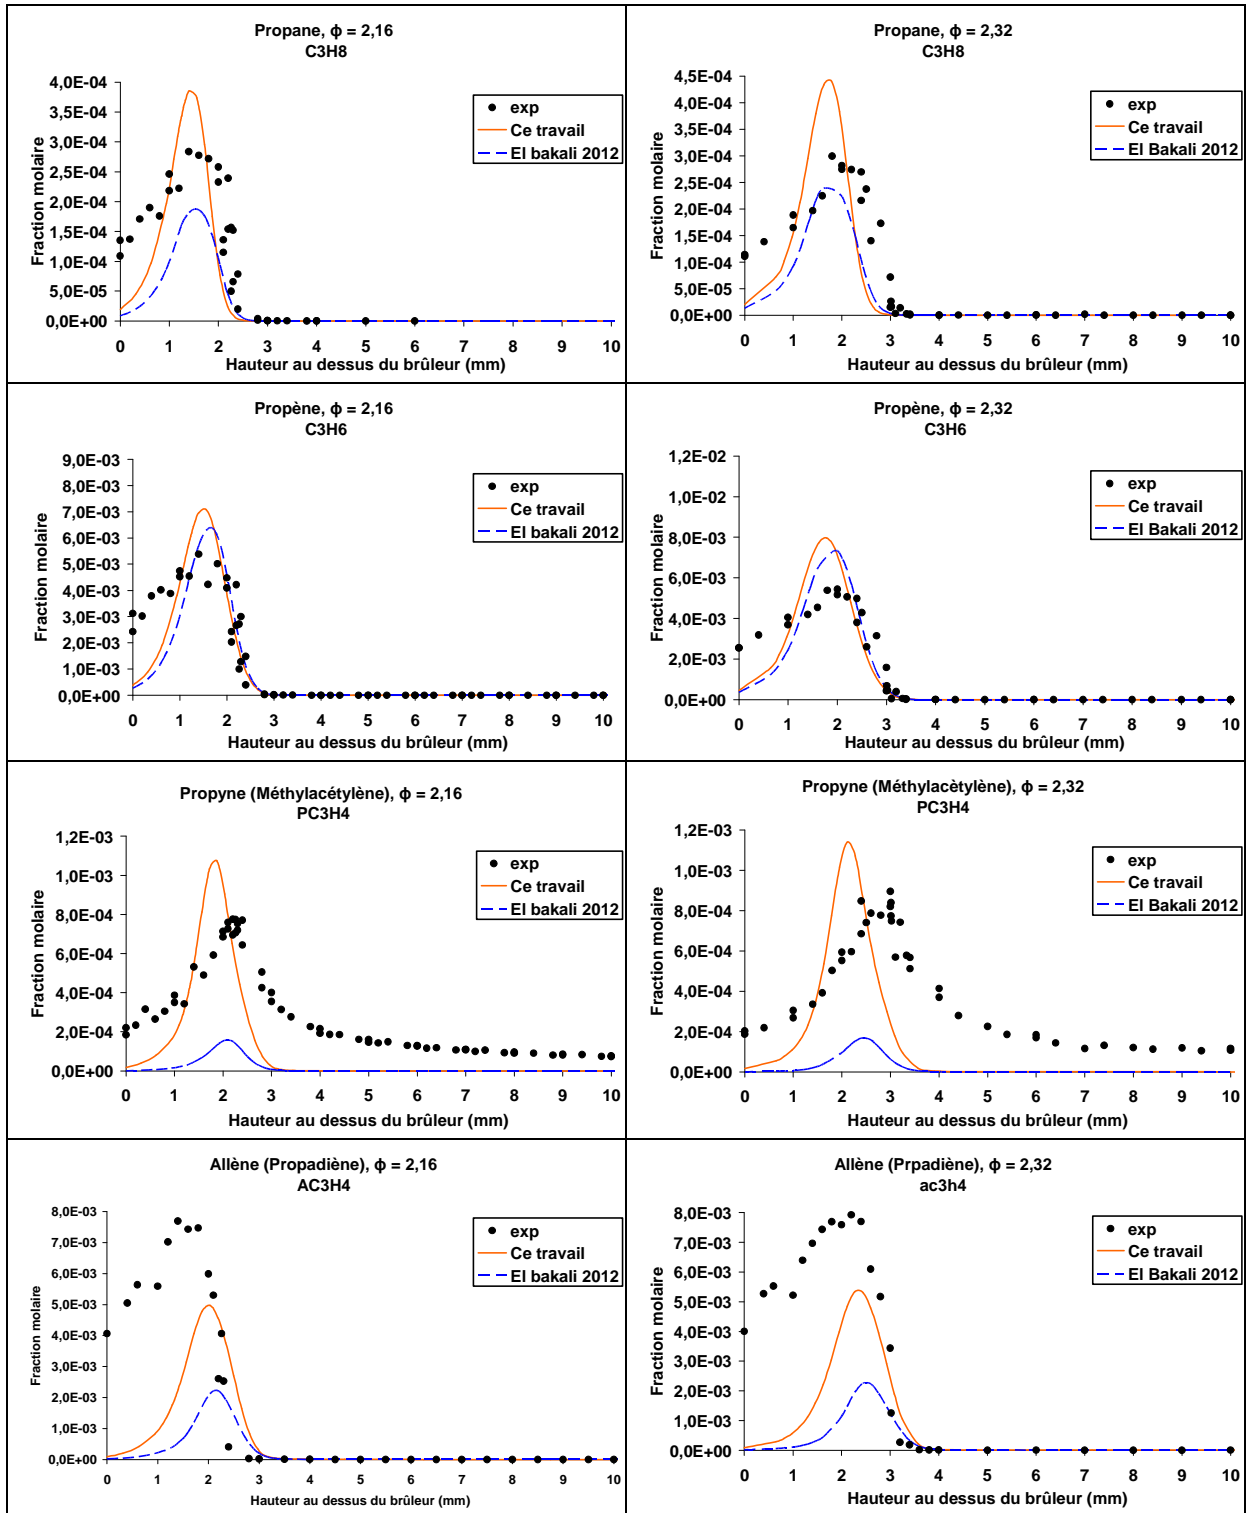 Propane, ϕ = 2,16
C3H8
4,0E-04
3,5E-04
3,0E-04
2,5E-04
2,0E-04
1,5E-04
1,0E-04
5,0E-05
0,0E+00
Fraction molaire
exp
Ce travail
El bakali 2012
0 1 2 3 4 5 6 7 8 9 10
Hauteur au dessus du brûleur (mm)
Propane, ϕ = 2,32
C3H8
4,5E-04
4,0E-04
3,5E-04
3,0E-04
2,5E-04
2,0E-04
1,5E-04
1,0E-04
5,0E-05
0,0E+00
Fraction molaire
exp
Ce travail
El Bakali 2012
0 1 2 3 4 5 6 7 8 9 10
Hauteur au dessus du brûleur (mm)
Propène, ϕ = 2,16
C3H6
9,0E-03
8,0E-03
7,0E-03
6,0E-03
5,0E-03
4,0E-03
3,0E-03
2,0E-03
1,0E-03
0,0E+00
Fraction molaire
exp
Ce travail
El bakali 2012
0 1 2 3 4 5 6 7 8 9 10
Hauteur au dessus du brûleur (mm)
Propène, ϕ = 2,32
C3H6
1,2E-02
1,0E-02
8,0E-03
6,0E-03
4,0E-03
2,0E-03
0,0E+00
Fraction molaire
exp
Ce travail
El Bakali 2012
0 1 2 3 4 5 6 7 8 9 10
Hauteur au dessus du brûleur (mm)
Propyne (Méthylacétylène), ϕ = 2,16
PC3H4
1,2E-03
1,0E-03
8,0E-04
6,0E-04
4,0E-04
2,0E-04
0,0E+00
Fraction molaire
exp
Ce travail
El bakali 2012
0 1 2 3 4 5 6 7 8 9 10
Hauteur au dessus du brûleur (mm)
Propyne (Méthylacètylène), ϕ = 2,32
PC3H4
1,2E-03
1,0E-03
8,0E-04
6,0E-04
4,0E-04
2,0E-04
0,0E+00
Fraction molaire
exp
Ce travail
El Bakali 2012
0 1 2 3 4 5 6 7 8 9 10
Hauteur au dessus du brûleur (mm)
Allène (Propadiène), ϕ = 2,16
AC3H4
8,0E-03
7,0E-03
6,0E-03
5,0E-03
4,0E-03
3,0E-03
2,0E-03
1,0E-03
0,0E+00
Fraction molaire
exp
Ce travail
El bakali 2012
0 1 2 3 4 5 6 7 8 9 10
Hauteur au dessus du brûleur (mm)
Allène (Prpadiène), ϕ = 2,32
ac3h4
8,0E-03
7,0E-03
6,0E-03
5,0E-03
4,0E-03
3,0E-03
2,0E-03
1,0E-03
0,0E+00
Fraction molaire
exp
Ce travail
El Bakali 2012
0 1 2 3 4 5 6 7 8 9 10
Hauteur au dessus du brûleur (mm)